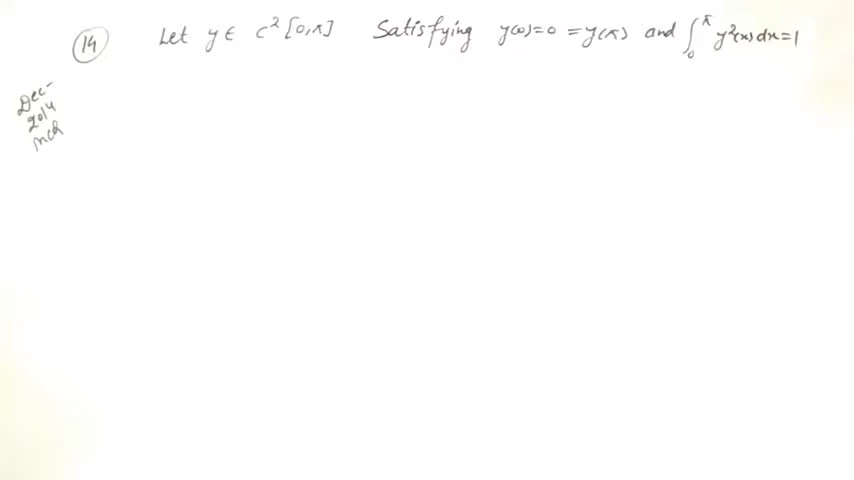 14 Let y ∈ C²[0,π] Satisfying y(0)=0 =y(π) and ∫₀^π y²(x)dx=1
Dec-
2014
MCQ